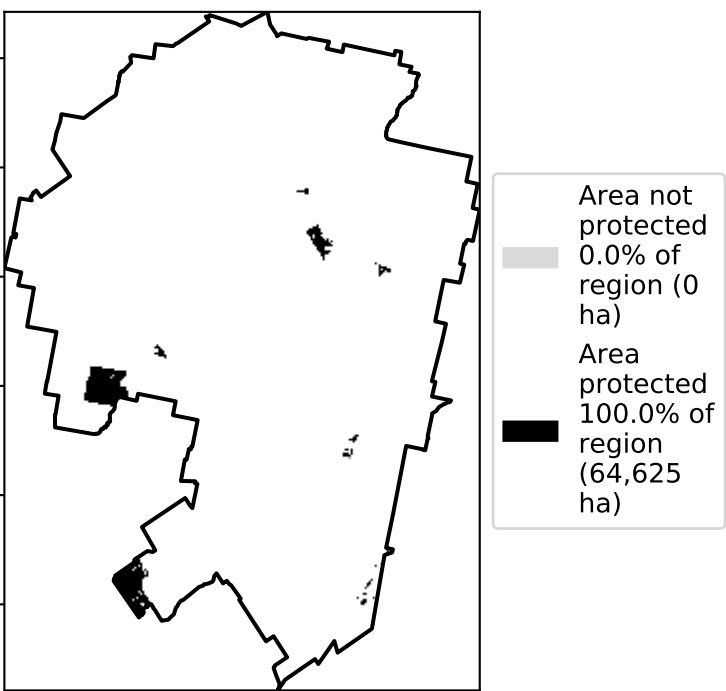 Area not
protected
0.0% of
region (0
ha)
Area
protected
100.0% of
region
(64,625
ha)